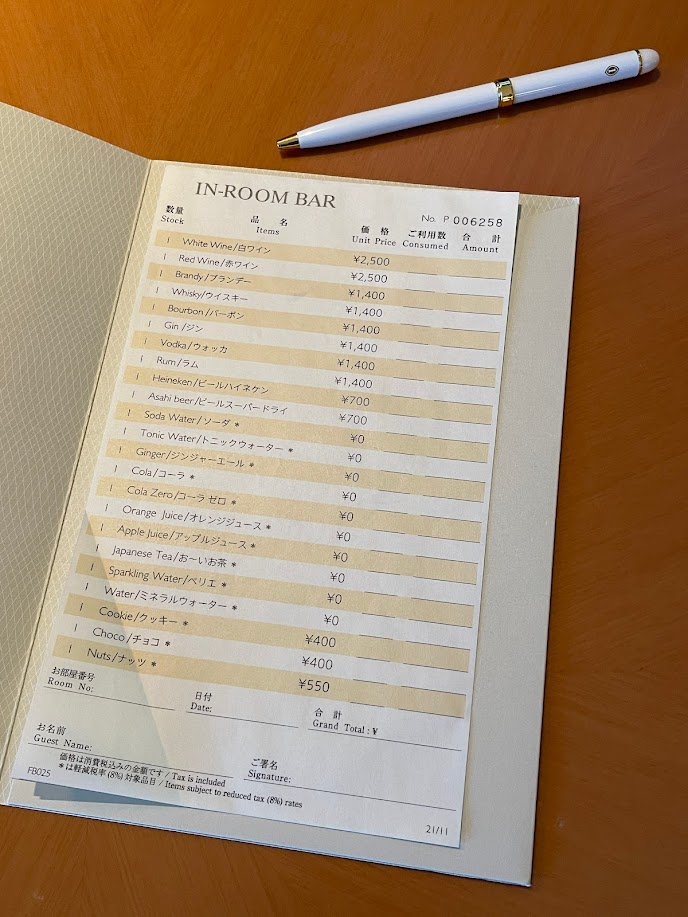 IN-ROOM BAR
No. P 006258
数量 品 名 価 格 ご利用数 合 計
Stock Items Unit Price Consumed Amount
1 White Wine/白ワイン ¥2,500
1 Red Wine/赤ワイン ¥2,500
1 Brandy/ブランデー ¥1,400
1 Whisky/ウイスキー ¥1,400
1 Bourbon/バーボン ¥1,400
1 Gin/ジン ¥1,400
1 Vodka/ウォッカ ¥1,400
1 Rum/ラム ¥1,400
1 Heineken/ビールハイネケン ¥700
1 Asahi beer/ビールスーパードライ ¥700
1 Soda Water/ソーダ * ¥0
1 Tonic Water/トニックウォーター * ¥0
1 Ginger/ジンジャーエール * ¥0
1 Cola/コーラ * ¥0
1 Cola Zero/コーラ ゼロ * ¥0
1 Orange Juice/オレンジジュース * ¥0
1 Apple Juice/アップルジュース * ¥0
1 Japanese Tea/お〜いお茶 * ¥0
1 Sparkling Water/ペリエ * ¥0
1 Water/ミネラルウォーター * ¥0
1 Cookie/クッキー * ¥400
1 Choco/チョコ * ¥400
1 Nuts/ナッツ * ¥550
お部屋番号 日付 合 計
Room No: Date: Grand Total : ¥
お名前 ご署名
Guest Name: Signature:
価格は消費税込みの金額です / Tax is included
*は軽減税率 (8%) 対象品目 / Items subject to reduced tax (8%) rates
FB025
21/11